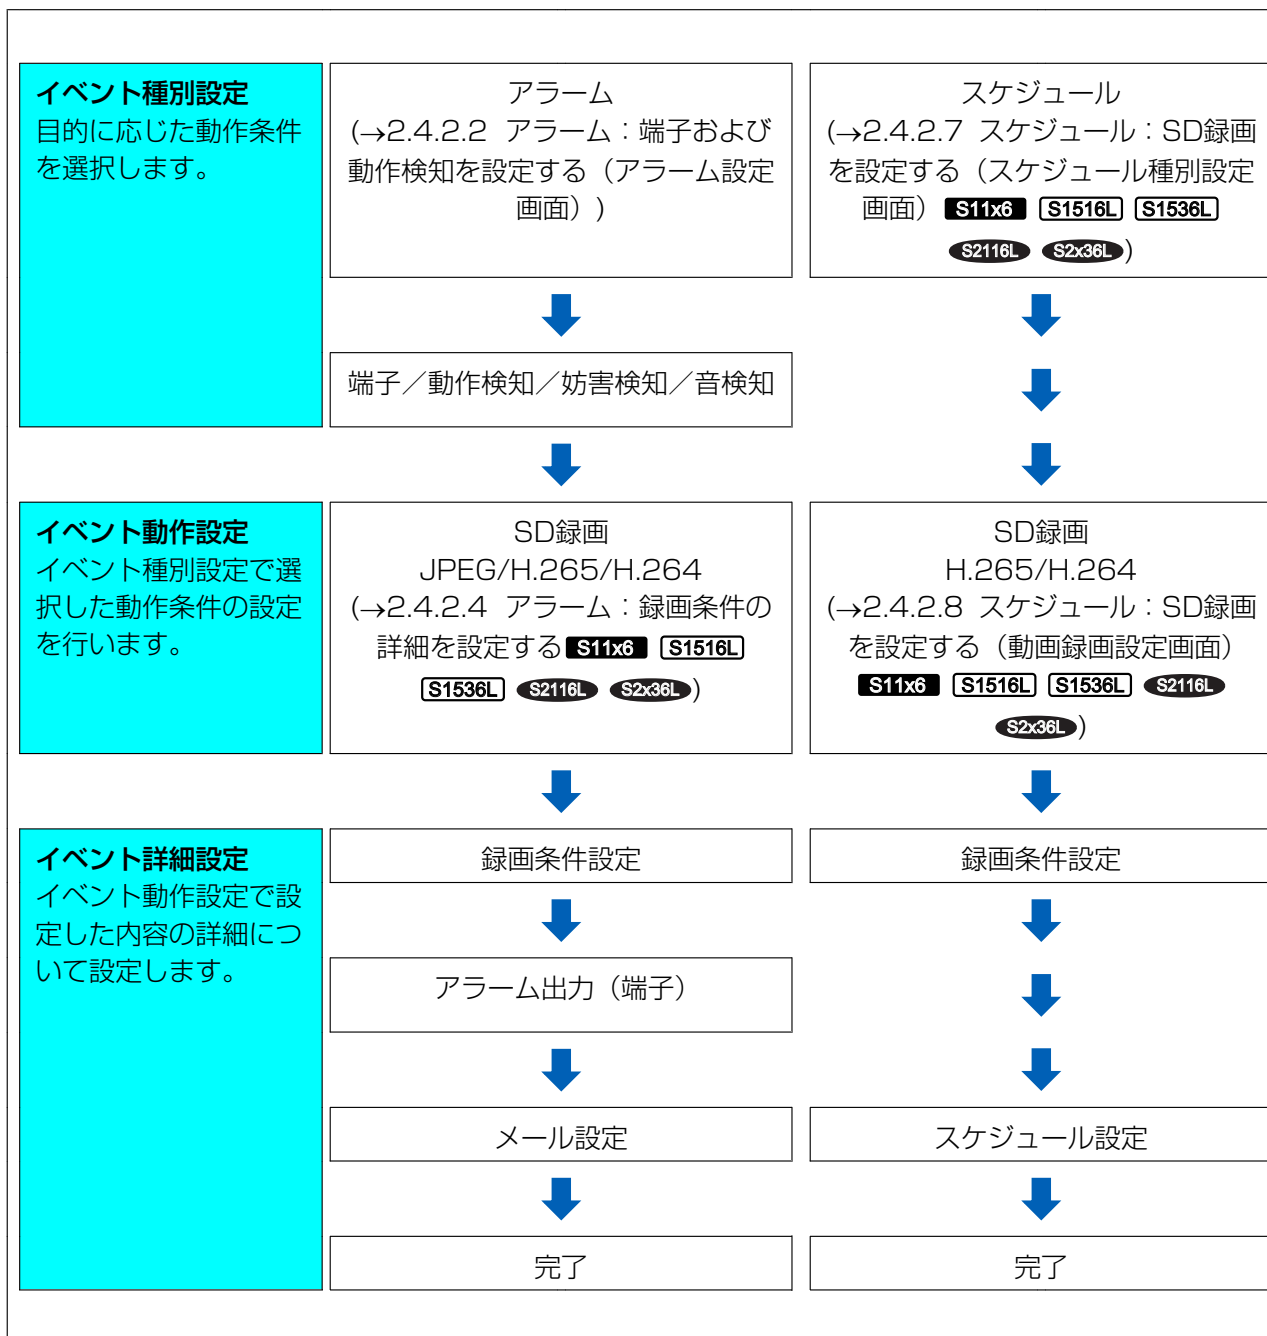 イベント種別設定
目的に応じた動作条件
を選択します。
アラーム
(→2.4.2.2 アラーム：端子および
動作検知を設定する（アラーム設定
画面）)
スケジュール
(→2.4.2.7 スケジュール：SD録画
を設定する（スケジュール種別設定
画面） S11x6 S1516L S1536L
S2116L S2x36L)
端子／動作検知／妨害検知／音検知
イベント動作設定
イベント種別設定で選
択した動作条件の設定
を行います。
SD録画
JPEG/H.265/H.264
(→2.4.2.4 アラーム：録画条件の
詳細を設定する S11x6 S1516L
S1536L S2116L S2x36L)
SD録画
H.265/H.264
(→2.4.2.8 スケジュール：SD録画
を設定する（動画録画設定画面）
S11x6 S1516L S1536L S2116L
S2x36L)
イベント詳細設定
イベント動作設定で設
定した内容の詳細につ
いて設定します。
録画条件設定
録画条件設定
アラーム出力（端子）
メール設定
スケジュール設定
完了
完了